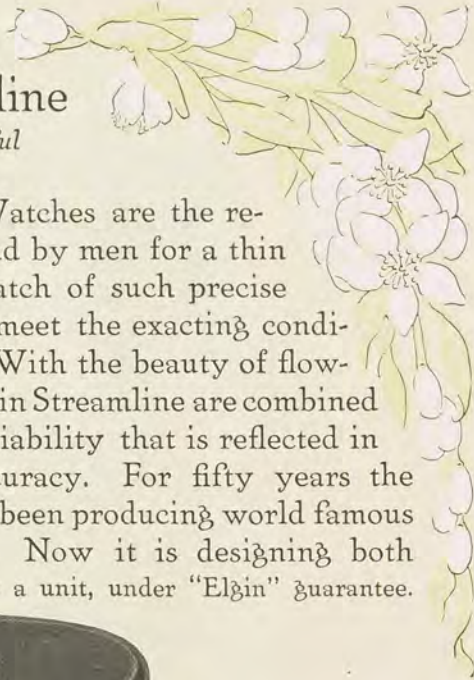 line
ful
Watches are the re-
d by men for a thin
atch of such precise
meet the exacting condi-
With the beauty of flow-
in Streamline are combined
iability that is reflected in
uracy. For fifty years the
been producing world famous
Now it is designing both
a unit, under “Elgin” guarantee.